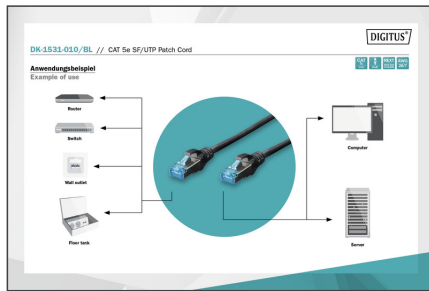 DIGITUS®
DK-1531-010/BL // CAT 5e SF/UTP Patch Cord
Anwendungsbeispiel
Example of use
Router
Switch
Wall outlet
Floor tank
Computer
Server